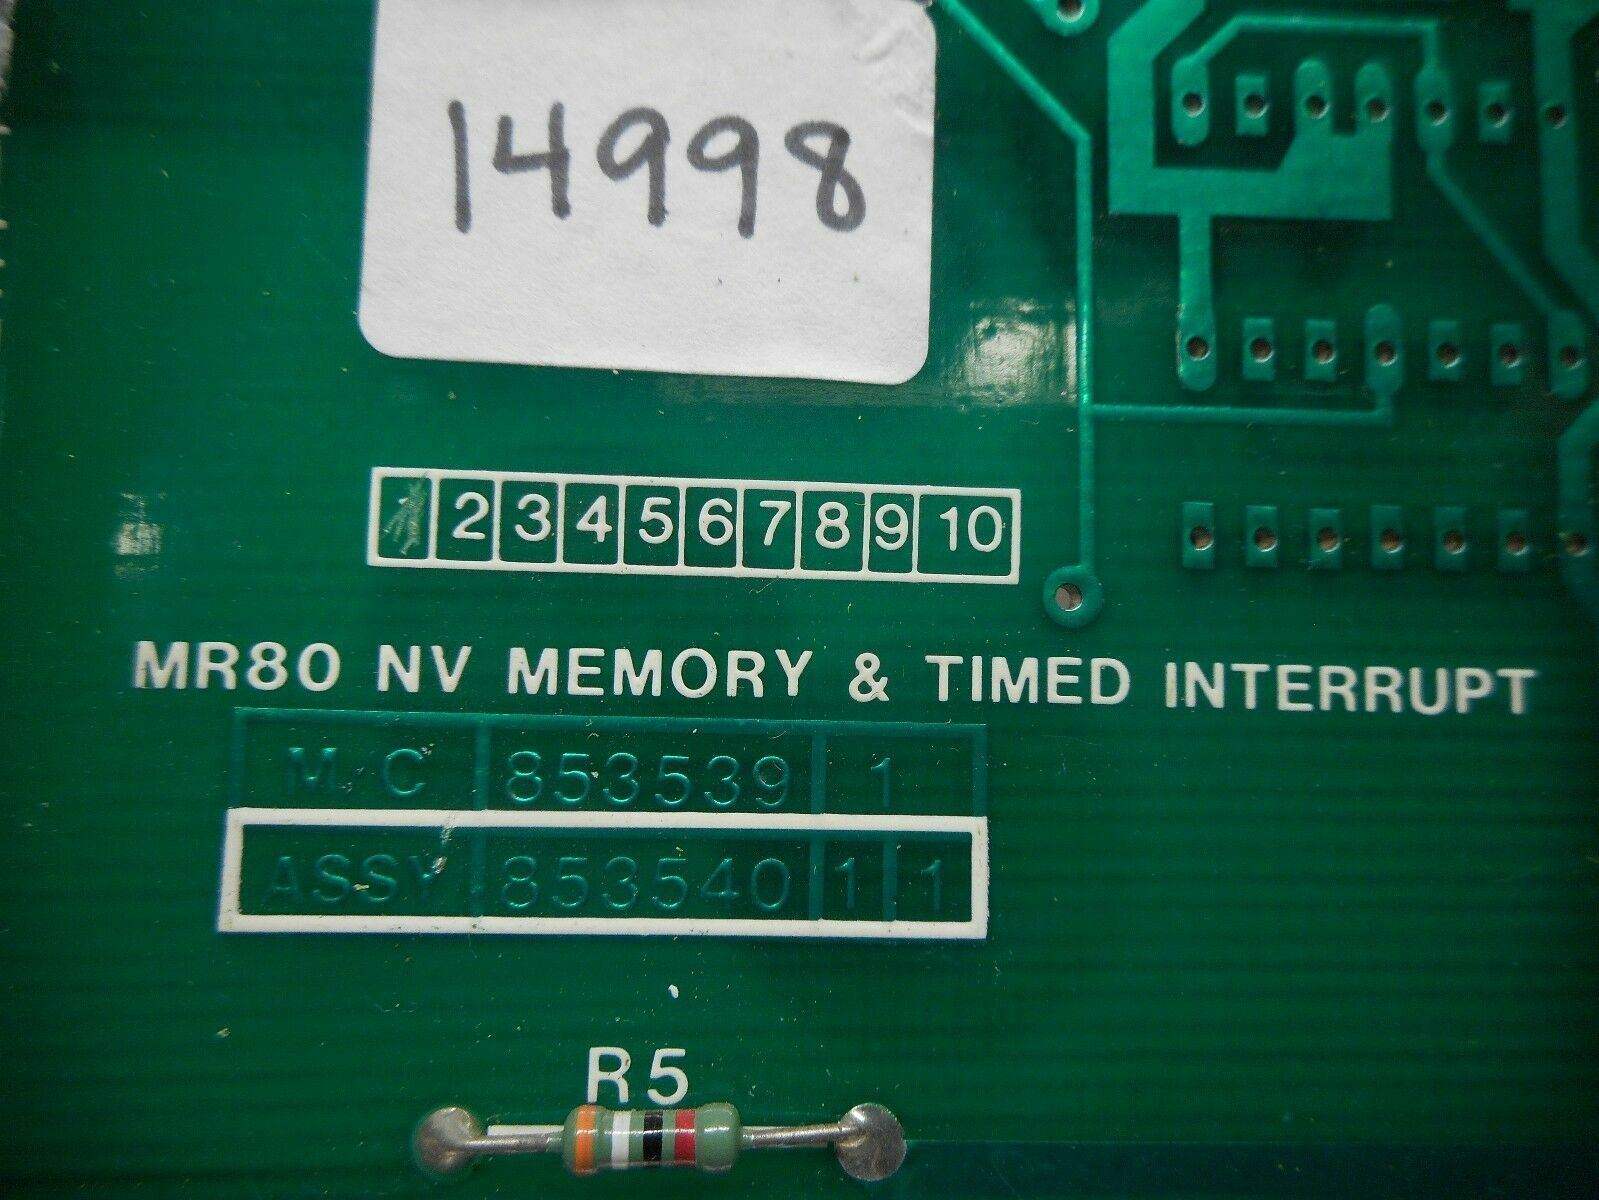 14998
2 3 4 5 6 7 8 9 10
MR80 NV MEMORY & TIMED INTERRUPT
M/C 853539 1
ASSY 853540 1 1
R5